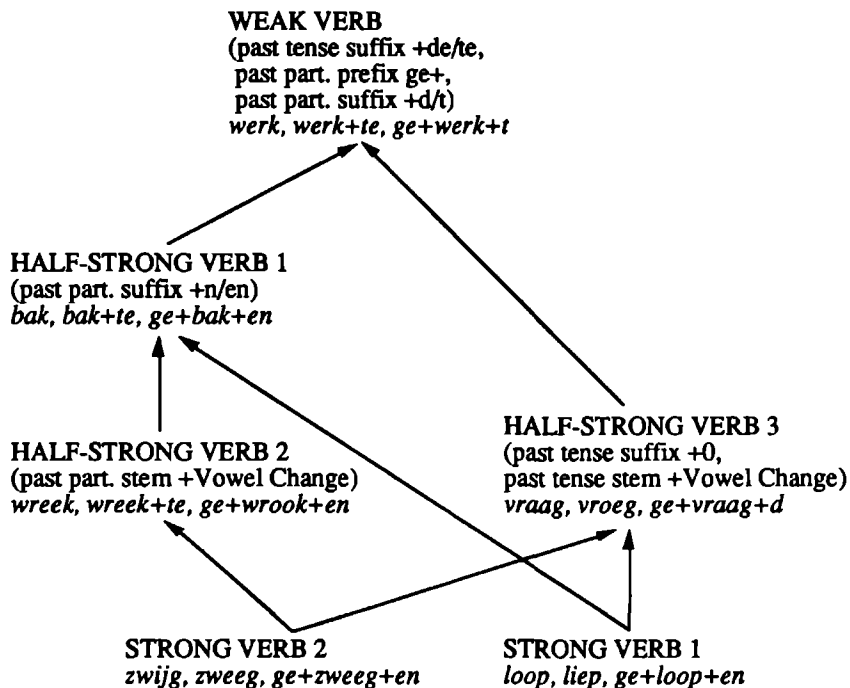 WEAK VERB
(past tense suffix +de/te,
past part. prefix ge+,
past part. suffix +d/t)
werk, werk+te, ge+werk+t
HALF-STRONG VERB 1
(past part. suffix +n/en)
bak, bak+te, ge+bak+en
HALF-STRONG VERB 2
(past part. stem +Vowel Change)
wreek, wreek+te, ge+wrook+en
HALF-STRONG VERB 3
(past tense suffix +0,
past tense stem +Vowel Change)
vraag, vroeg, ge+vraag+d
STRONG VERB 2
zwijg, zweeg, ge+zweeg+en
STRONG VERB 1
loop, liep, ge+loop+en